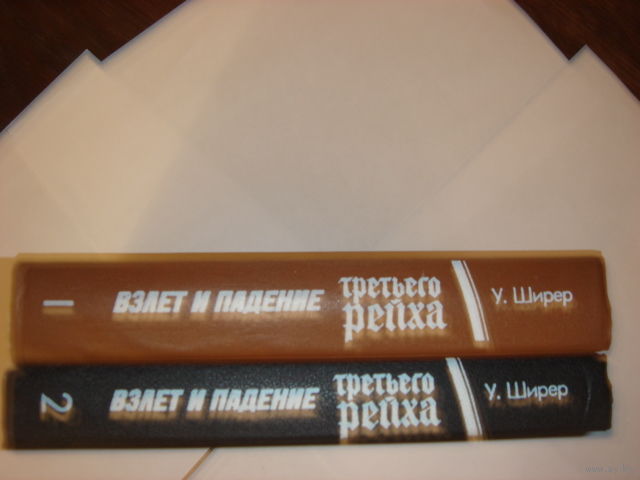 1 ВЗЛЕТ И ПАДЕНИЕ третьего рейха У. Ширер
2 ВЗЛЕТ И ПАДЕНИЕ третьего рейха У. Ширер